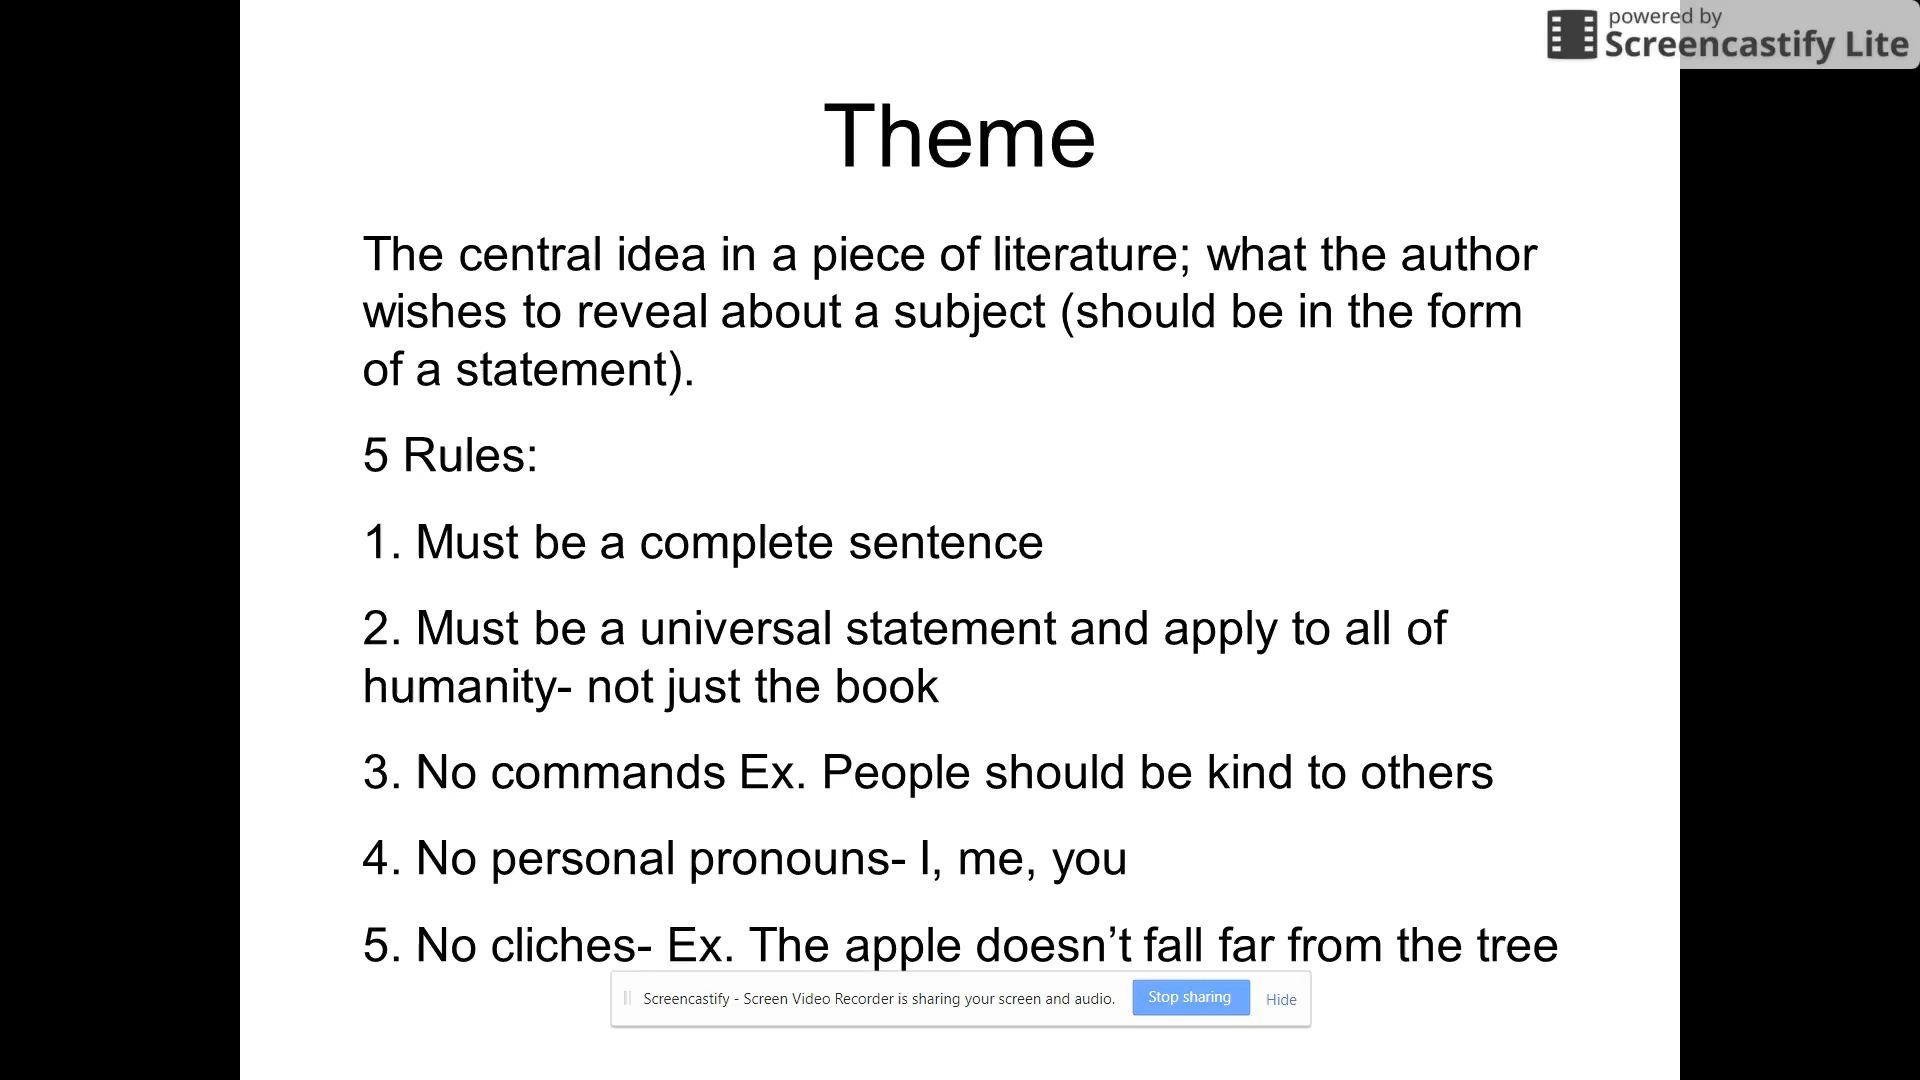 powered by
Screencastify Lite
Theme
The central idea in a piece of literature; what the author
wishes to reveal about a subject (should be in the form
of a statement).
5 Rules:
1. Must be a complete sentence
2. Must be a universal statement and apply to all of
humanity- not just the book
3. No commands Ex. People should be kind to others
4. No personal pronouns- I, me, you
5. No cliches- Ex. The apple doesn’t fall far from the tree
Screencastify - Screen Video Recorder is sharing your screen and audio. Stop sharing Hide